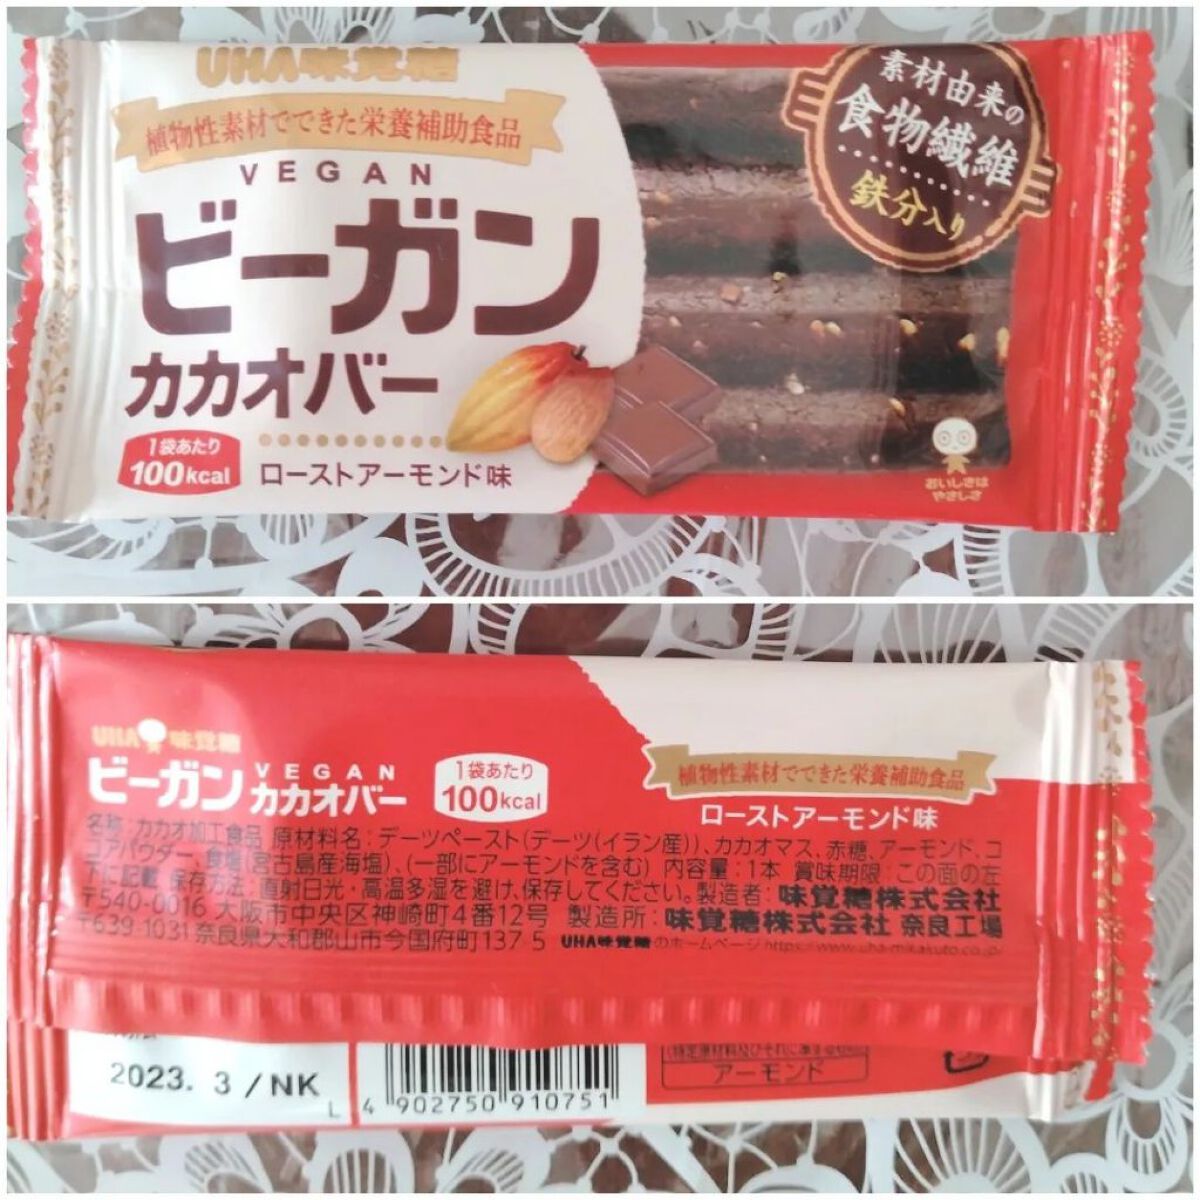 UHA味覚糖
植物性素材でできた栄養補助食品
VEGAN
ビーガン
カカオバー
1袋あたり
100kcal
ローストアーモンド味
素材由来の
食物繊維
鉄分入り
おいしさは
やさしさ
UHA味覚糖
ビーガン VEGAN
カカオバー
1袋あたり
100kcal
植物性素材でできた栄養補助食品
ローストアーモンド味
名称:カカオ加工食品 原材料名:デーツペースト(デーツ(イラン産))、カカオマス、赤糖、アーモンド、コ
コアパウダー、食塩(宮古島産海塩)、(一部にアーモンドを含む) 内容量:1本 賞味期限:この面の左
下に記載 保存方法:直射日光・高温多湿を避け、保存してください。製造者:味覚糖株式会社
〒540-0016 大阪市中央区神崎町4番12号 製造所:味覚糖株式会社 奈良工場
〒639-1031 奈良県大和郡山市今国府町137-5 UHA味覚糖のホームページ https://www.uha-mikakuto.co.jp
2023. 3 /NK
L
4 902750 910751
アーモンド